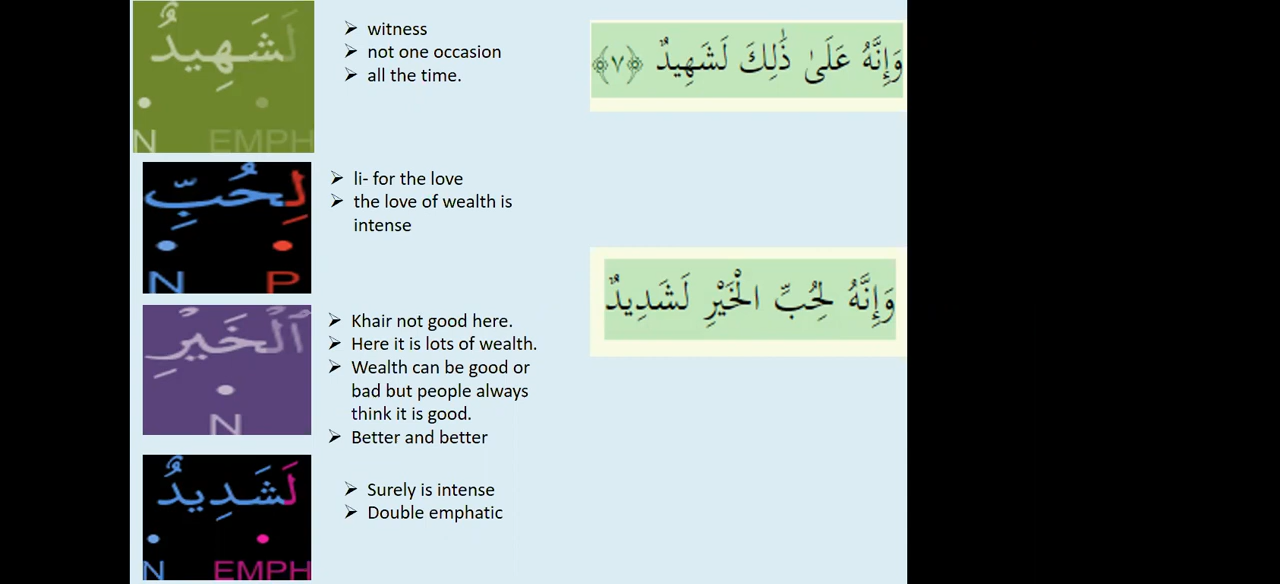 لَشَهِيدٌ
N EMPH
➢ witness
➢ not one occasion
➢ all the time.
وَإِنَّهُ عَلَىٰ ذَٰلِكَ لَشَهِيدٌ ﴿٧﴾
لِحُبِّ
N P
➢ li- for the love
➢ the love of wealth is
intense
وَإِنَّهُ لِحُبِّ الْخَيْرِ لَشَدِيدٌ
ٱلْخَيْرِ
N
➢ Khair not good here.
➢ Here it is lots of wealth.
➢ Wealth can be good or
bad but people always
think it is good.
➢ Better and better
لَشَدِيدٌ
N EMPH
➢ Surely is intense
➢ Double emphatic